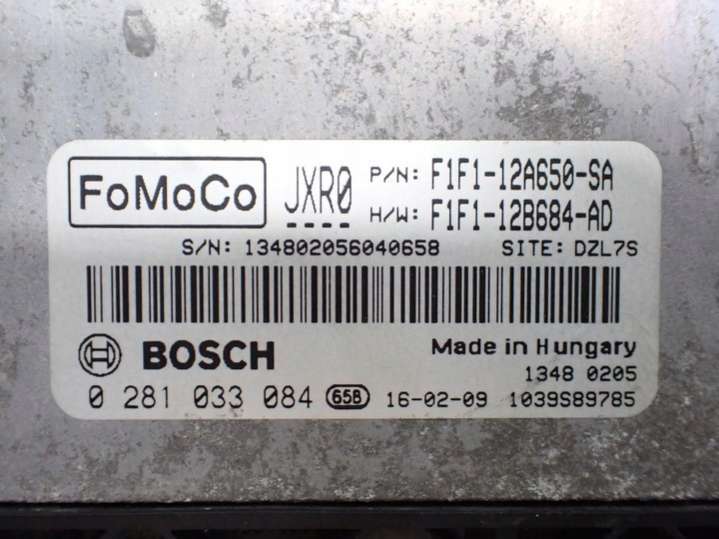 FoMoCo JXR0 P/N: F1F1-12A650-SA
H/W: F1F1-12B684-AD
S/N: 134802056040658 SITE: DZL7S
BOSCH Made in Hungary
1348 0205
0 281 033 084 65B 16-02-09 1039S89785